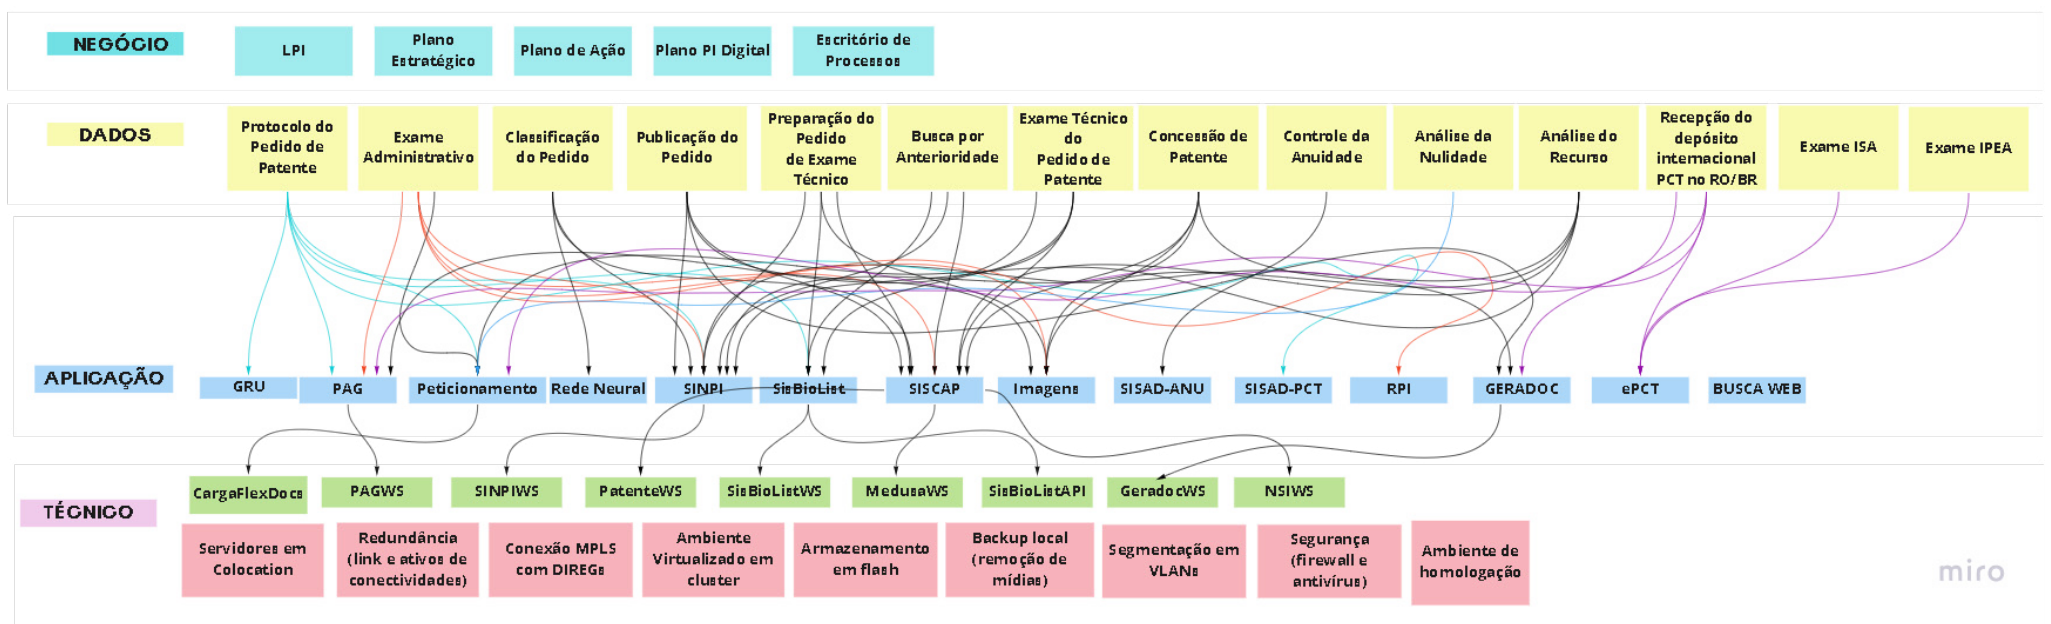 NEGÓCIO
LPI
Plano
Estratégico
Plano de Ação
Plano PI Digital
Escritório de
Processos
DADOS
Protocolo do
Pedido de
Patente
Exame
Administrativo
Classificação
do Pedido
Publicação do
Pedido
Preparação do
Pedido
de Exame
Técnico
Busca por
Anterioridade
Exame Técnico
do
Pedido de
Patente
Concessão de
Patente
Controle da
Anuidade
Análise da
Nulidade
Análise do
Recurso
Recepção do
depósito
internacional
PCT no RO/BR
Exame ISA
Exame IPEA
APLICAÇÃO
GRU
PAG
Peticionamento
Rede Neural
SINPI
SisBioList
SISCAP
Imagens
SISAD-ANU
SISAD-PCT
RPI
GERADOC
ePCT
BUSCA WEB
TÉCNICO
CargaFlexDocs
PAGWS
SINPIWS
PatenteWS
SisBioListWS
MedusaWS
SisBioListAPI
GeradocWS
NSIWS
Servidores em
Colocation
Redundância
(link e ativos de
conectividades)
Conexão MPLS
com DIREGs
Ambiente
Virtualizado em
cluster
Armazenamento
em flash
Backup local
(remoção de
mídias)
Segmentação em
VLANs
Segurança
(firewall e
antivírus)
Ambiente de
homologação
miro